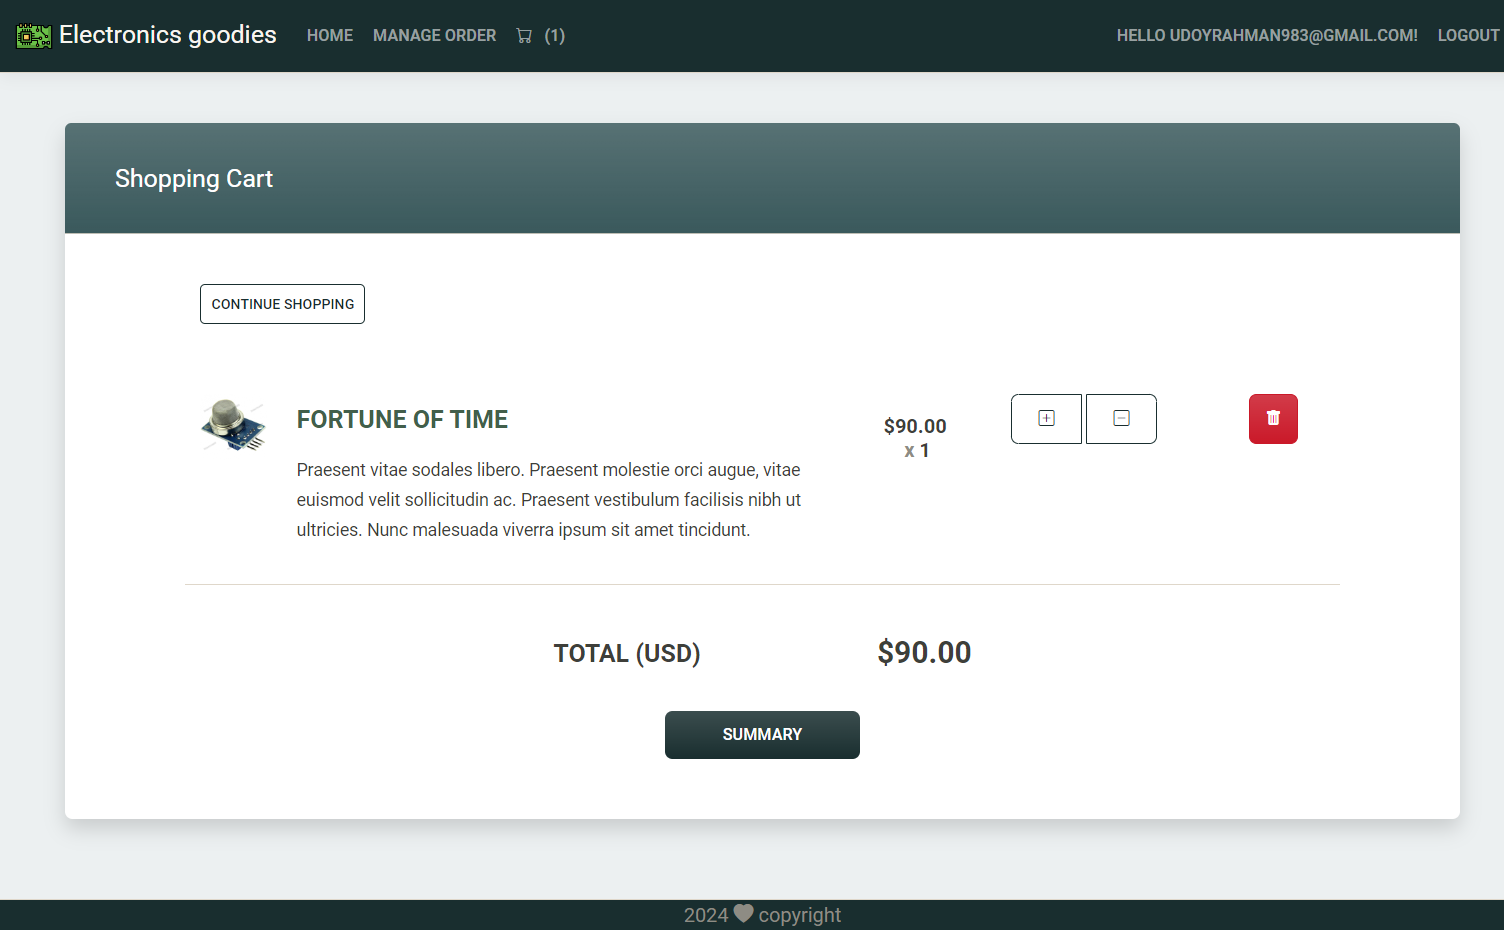 Electronics goodies HOME MANAGE ORDER (1) HELLO UDOYRAHMAN983@GMAIL.COM! LOGOUT
Shopping Cart
CONTINUE SHOPPING
FORTUNE OF TIME
Praesent vitae sodales libero. Praesent molestie orci augue, vitae
euismod velit sollicitudin ac. Praesent vestibulum facilisis nibh ut
ultricies. Nunc malesuada viverra ipsum sit amet tincidunt.
$90.00
x 1
TOTAL (USD) $90.00
SUMMARY
2024 copyright